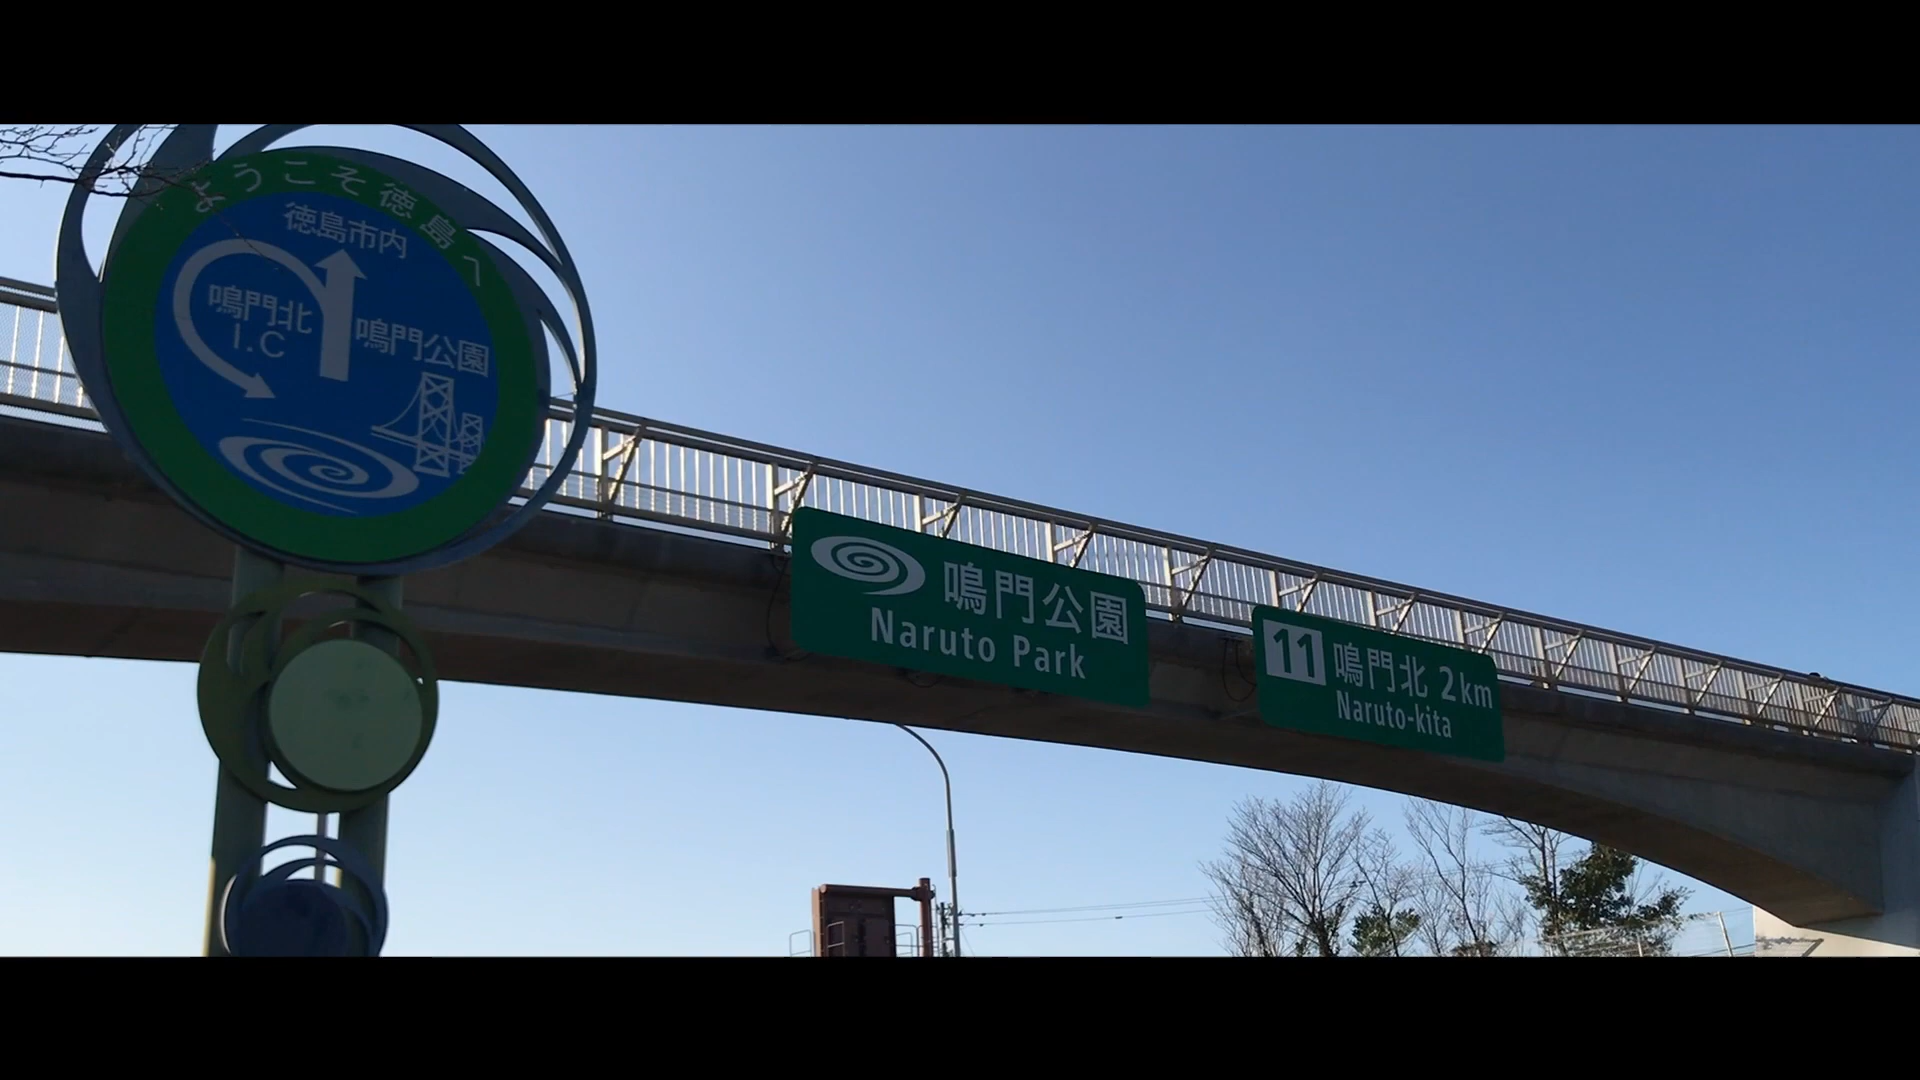 ようこそ徳島へ
徳島市内
鳴門北
I.C
鳴門公園
鳴門公園
Naruto Park
11 鳴門北 2km
Naruto-kita